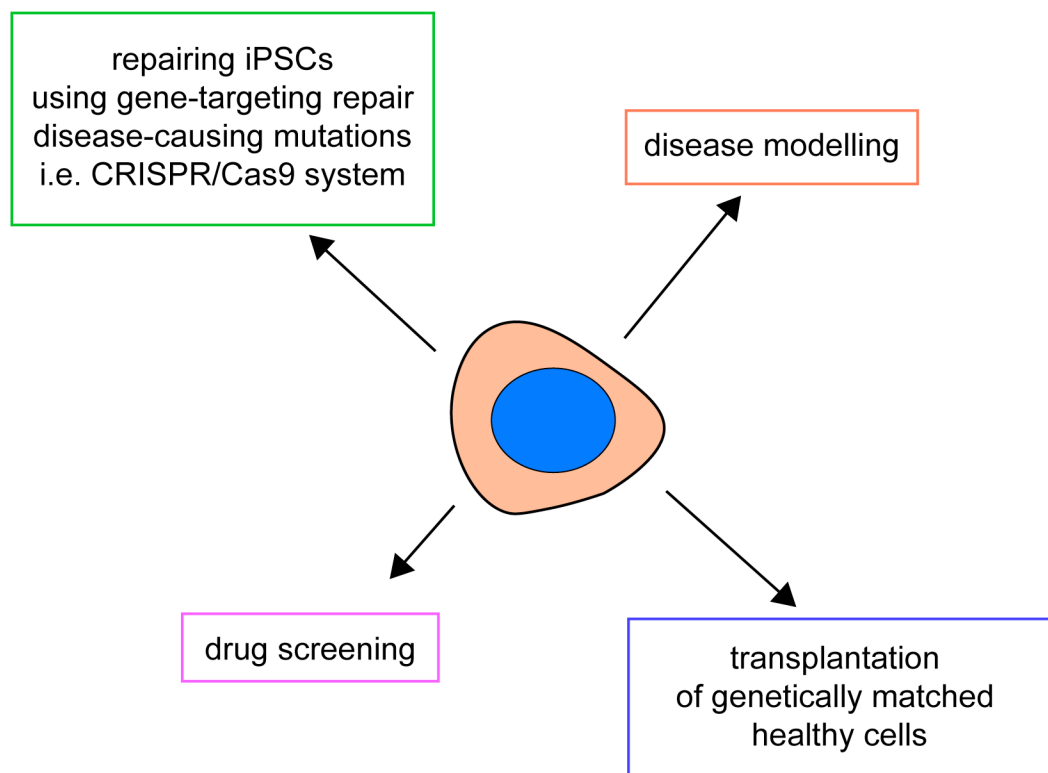 repairing iPSCs
using gene-targeting repair
disease-causing mutations
i.e. CRISPR/Cas9 system
disease modelling
drug screening
transplantation
of genetically matched
healthy cells